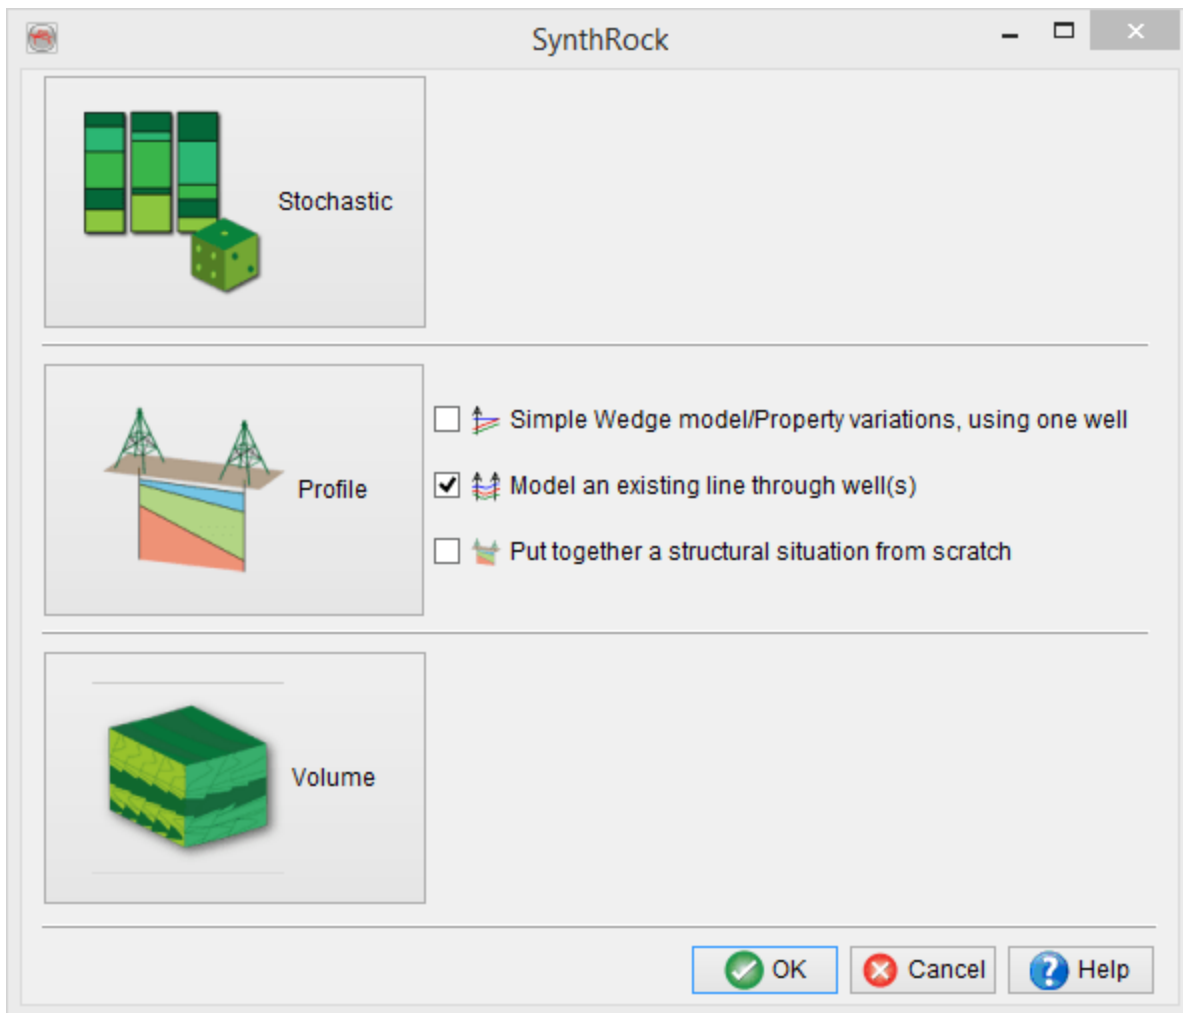 SynthRock
Stochastic
Profile
Simple Wedge model/Property variations, using one well
Model an existing line through well(s)
Put together a structural situation from scratch
Volume
OK
Cancel
Help